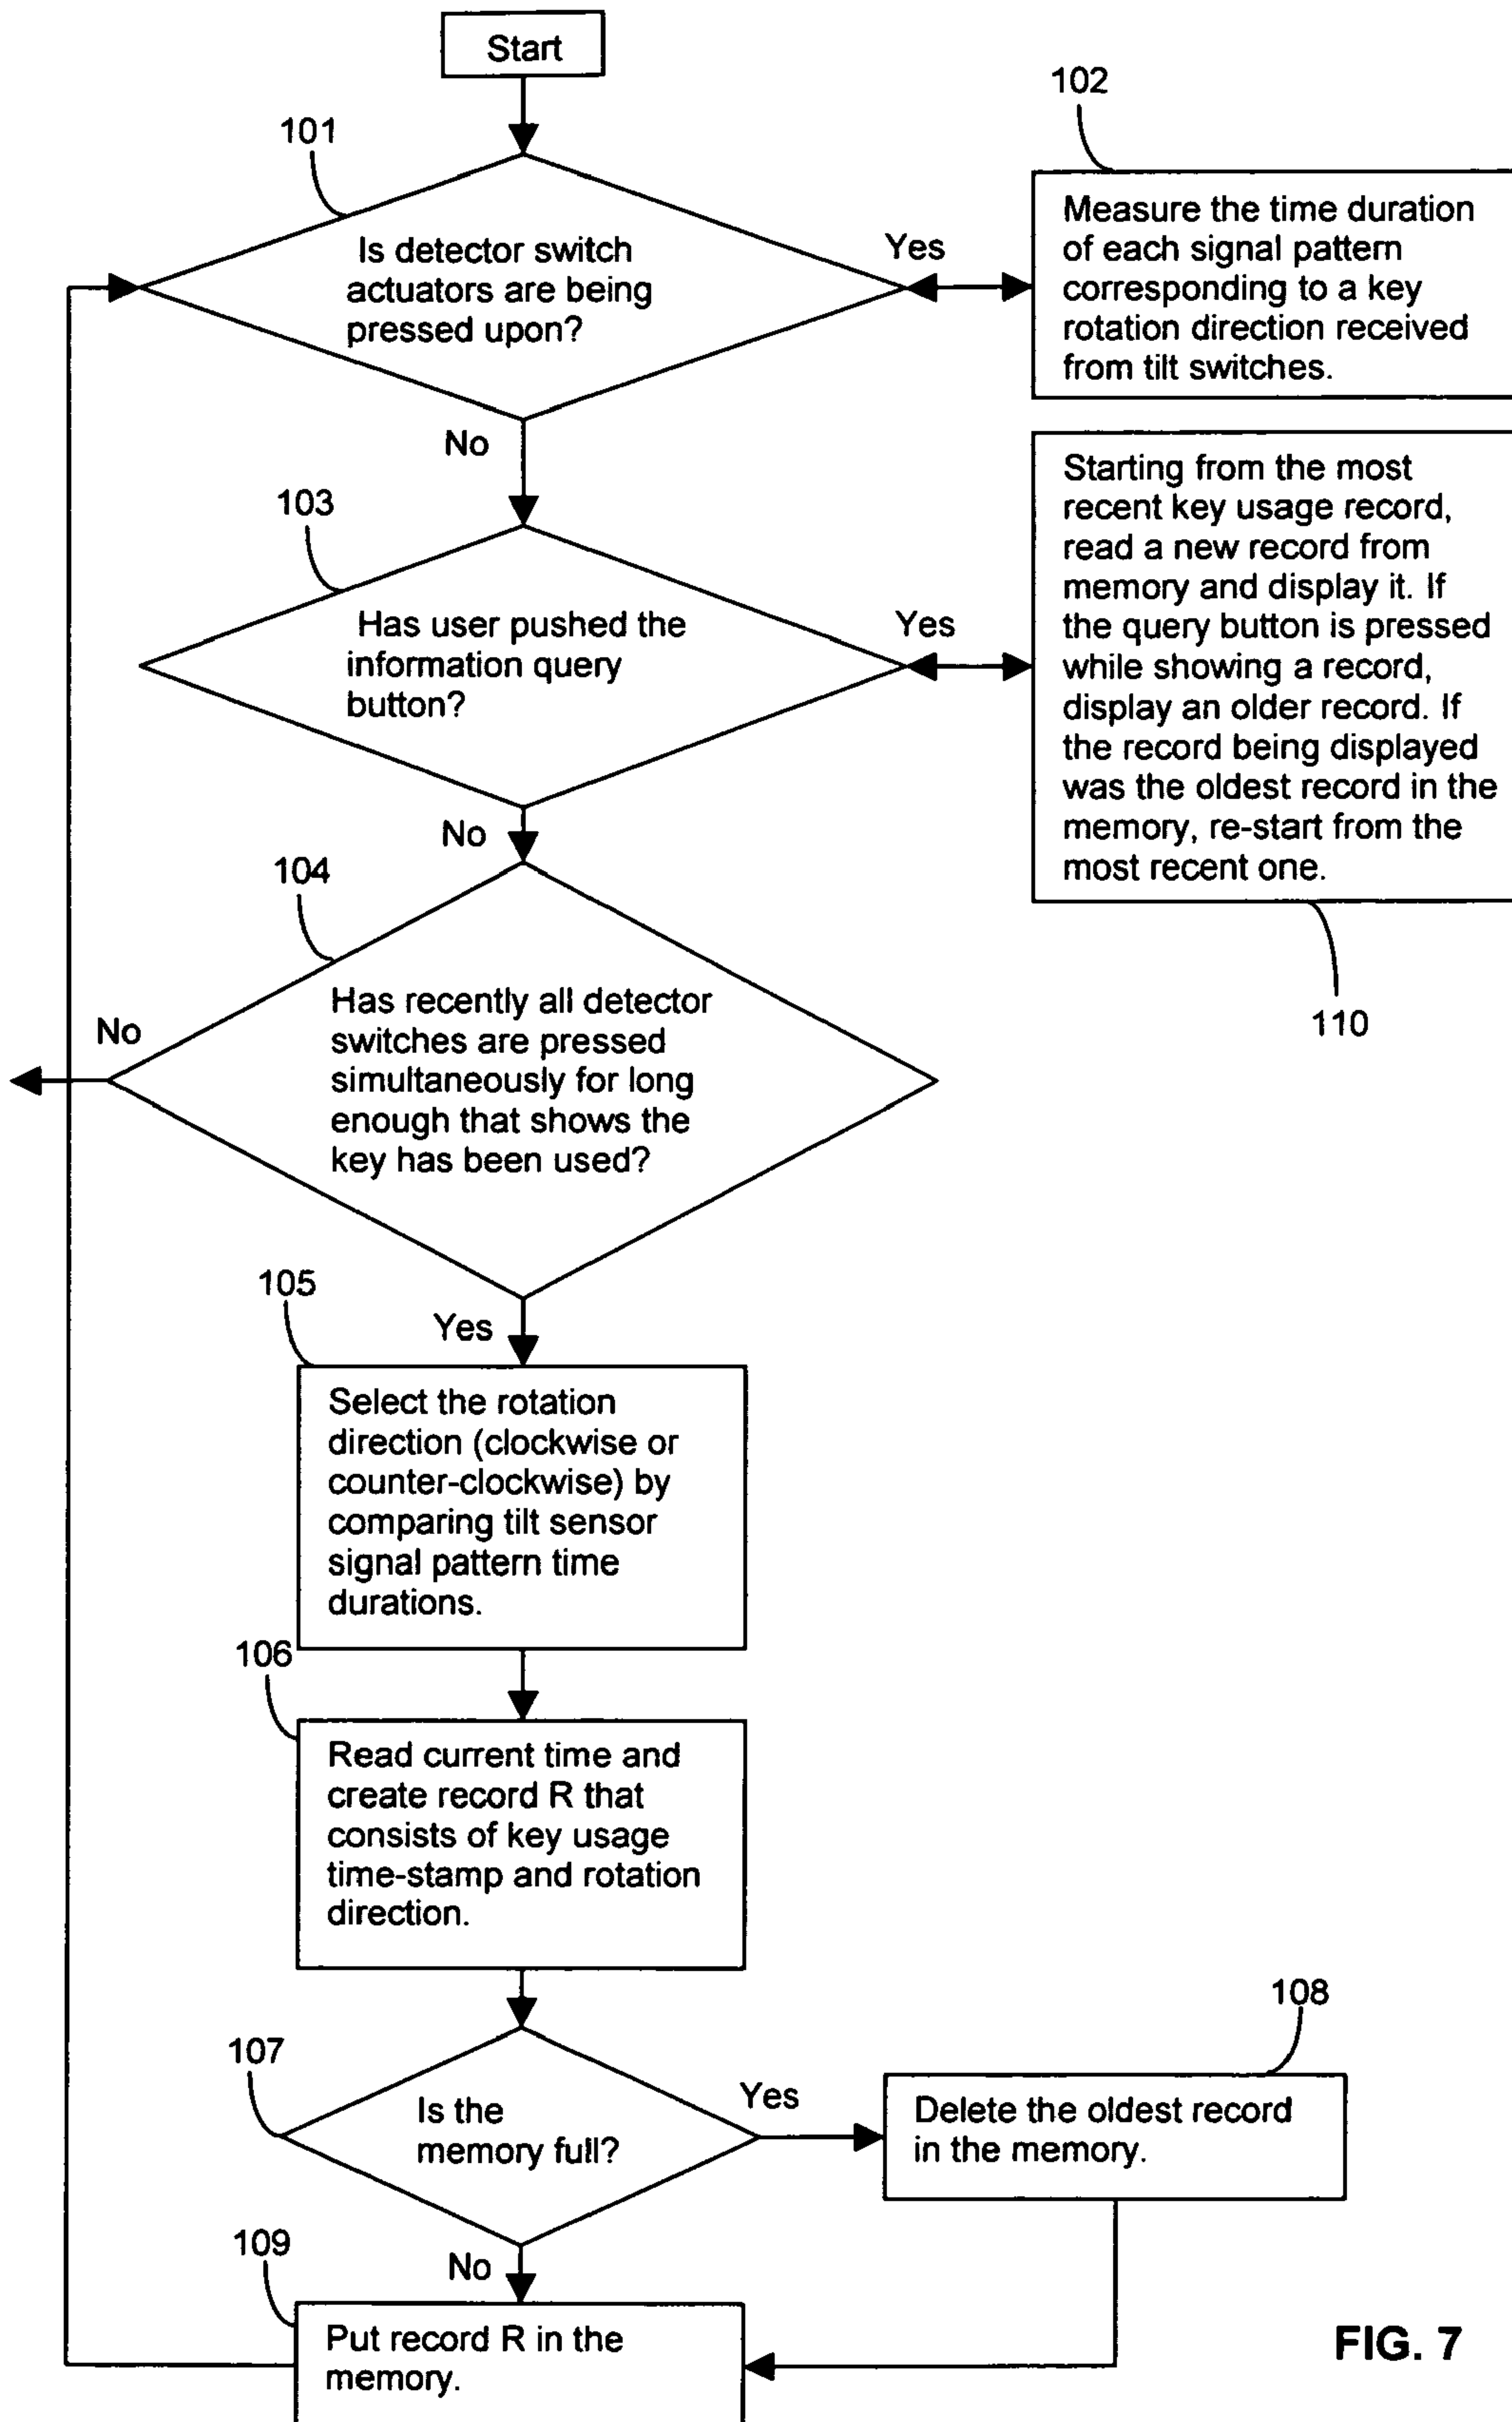 Start
101
Is detector switch
actuators are being
pressed upon?
Yes
102
Measure the time duration
of each signal pattern
corresponding to a key
rotation direction received
from tilt switches.
No
103
Has user pushed the
information query
button?
Yes
Starting from the most
recent key usage record,
read a new record from
memory and display it. If
the query button is pressed
while showing a record,
display an older record. If
the record being displayed
was the oldest record in the
memory, re-start from the
most recent one.
110
No
104
Has recently all detector
switches are pressed
simultaneously for long
enough that shows the
key has been used?
No
Yes
105
Select the rotation
direction (clockwise or
counter-clockwise) by
comparing tilt sensor
signal pattern time
durations.
106
Read current time and
create record R that
consists of key usage
time-stamp and rotation
direction.
107
Is the
memory full?
Yes
108
Delete the oldest record
in the memory.
No
109
Put record R in the
memory.
FIG. 7